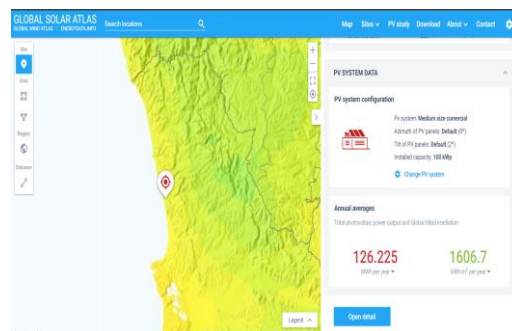 GLOBAL SOLAR ATLAS
GLOBAL WIND ATLAS | ENERGYDATA.INFO
Search locations
Map Sites PV study Download About Contact
Site
Area
Region
Distance
PV SYSTEM DATA
PV system configuration
Pv system: Medium size comercial
Azimuth of PV panels: Default (0º)
Tilt of PV panels: Default (2º)
Installed capacity: 100 kWp
Change PV system
Annual averages
Total photovoltaic power output and Global tilted irradiation
126.225
1606.7
MWh per year
kWh/m² per year
Legend
Open detail